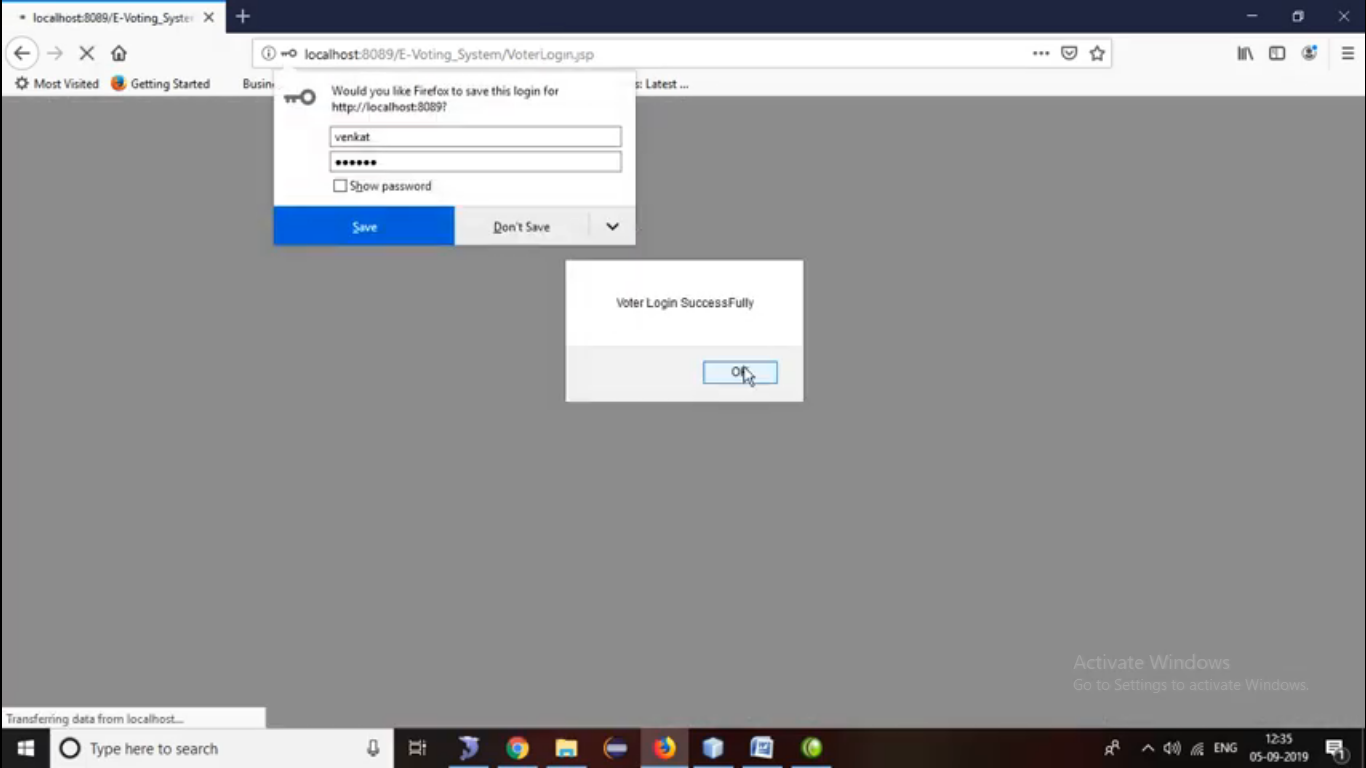 localhost:8089/E-Voting_Syste
localhost:8089/E-Voting_System/VoterLogin.jsp
Most Visited
Getting Started
Busin
s: Latest ...
Would you like Firefox to save this login for
http://localhost:8089?
venkat
••••••
Show password
Save
Don't Save
Voter Login SuccessFully
OK
Activate Windows
Go to Settings to activate Windows.
Transferring data from localhost...
Type here to search
ENG
12:35
05-09-2019
1